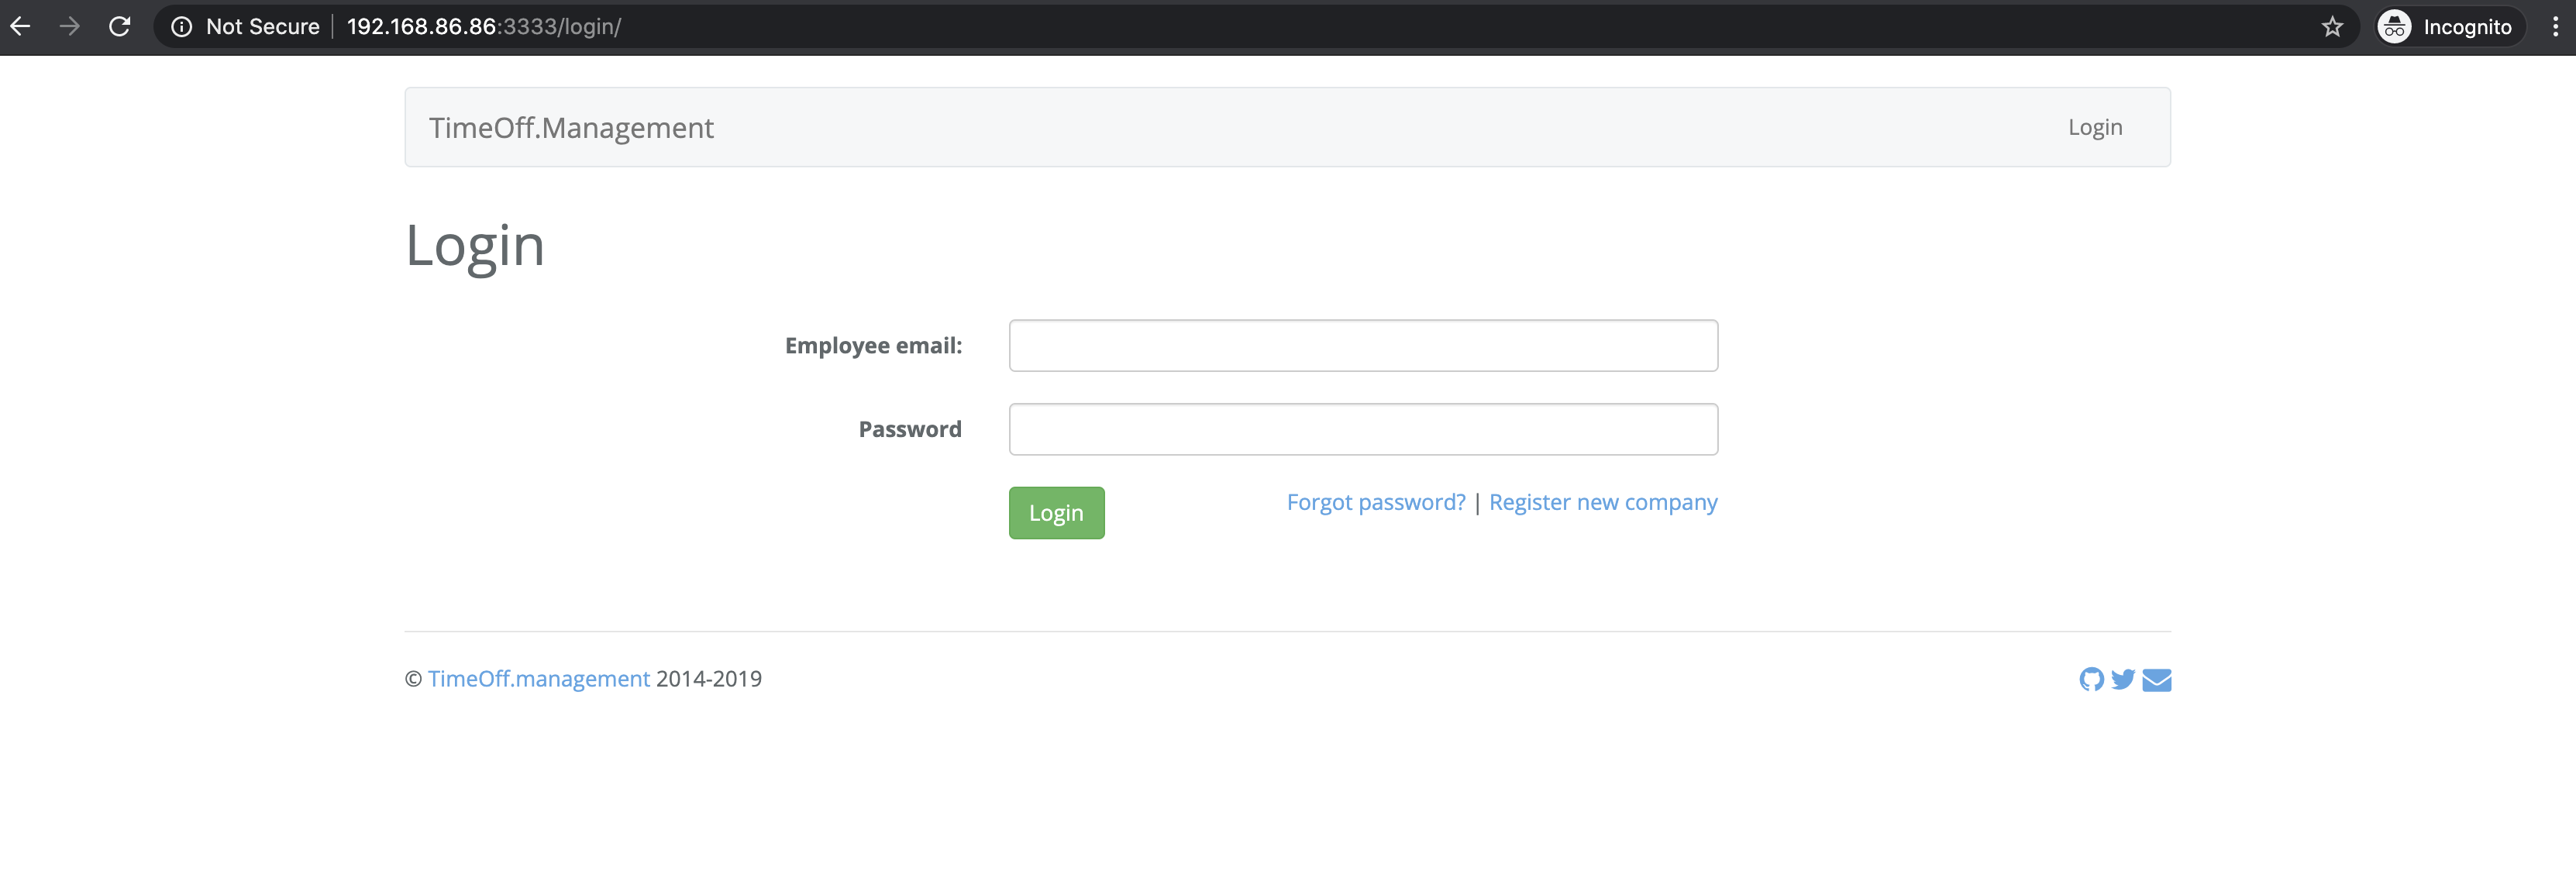 Not Secure | 192.168.86.86:3333/login/ Incognito
TimeOff.Management Login
Login
Employee email:
Password
Login Forgot password? | Register new company
© TimeOff.management 2014-2019